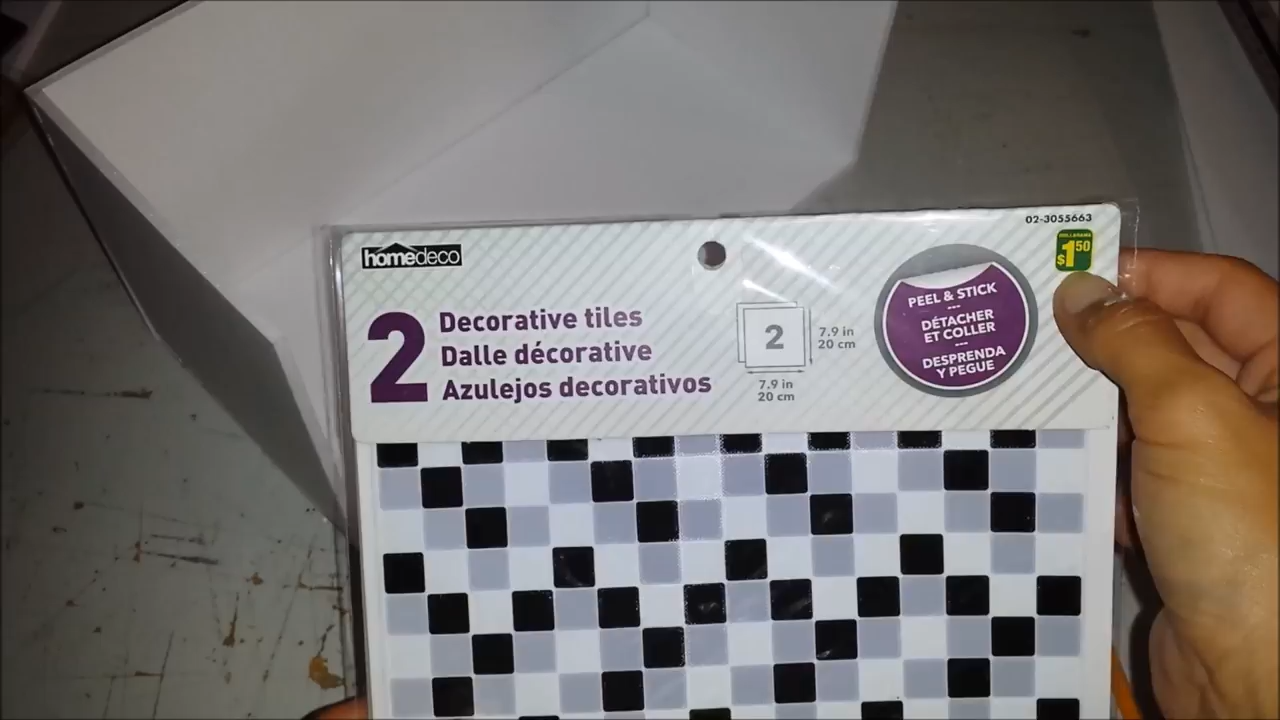 02-3055663
homedeco
DOLLARAMA
$1.50
2
Decorative tiles
Dalle décorative
Azulejos decorativos
2
7.9 in
20 cm
7.9 in
20 cm
PEEL & STICK
---
DÉTACHER
ET COLLER
---
DESPRENDA
Y PEGUE